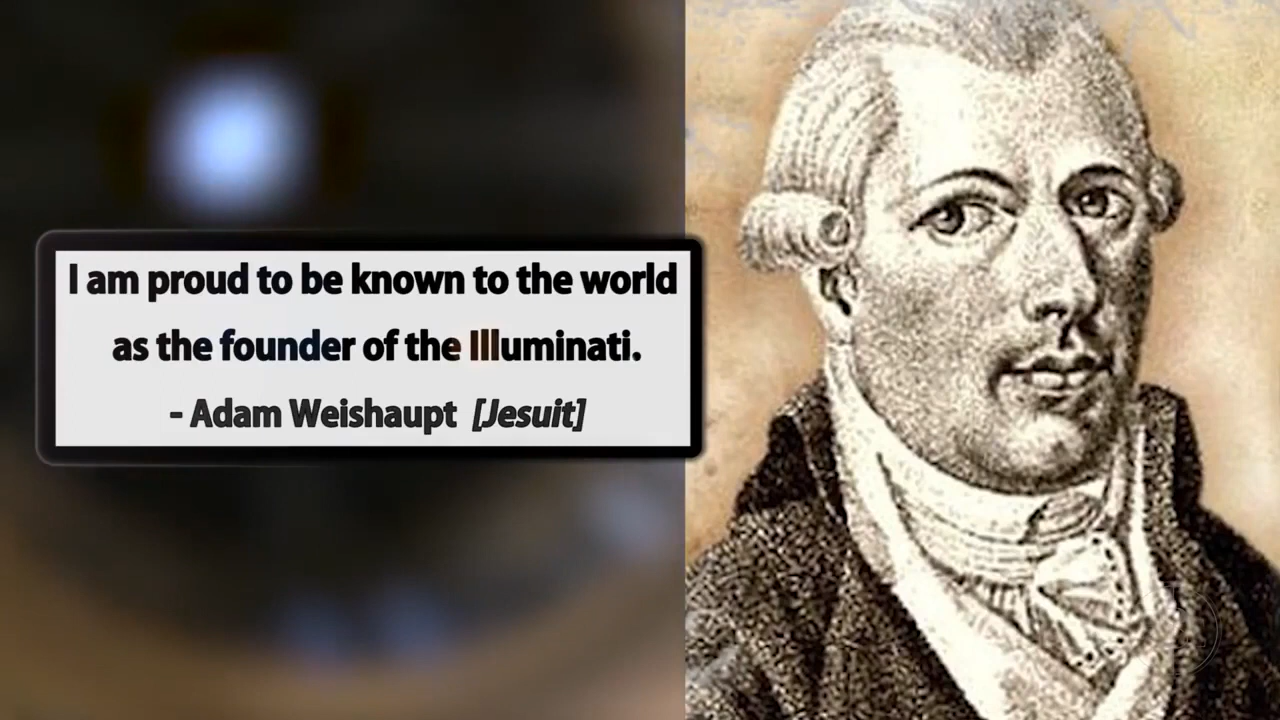 I am proud to be known to the world
as the founder of the Illuminati.
- Adam Weishaupt [Jesuit]